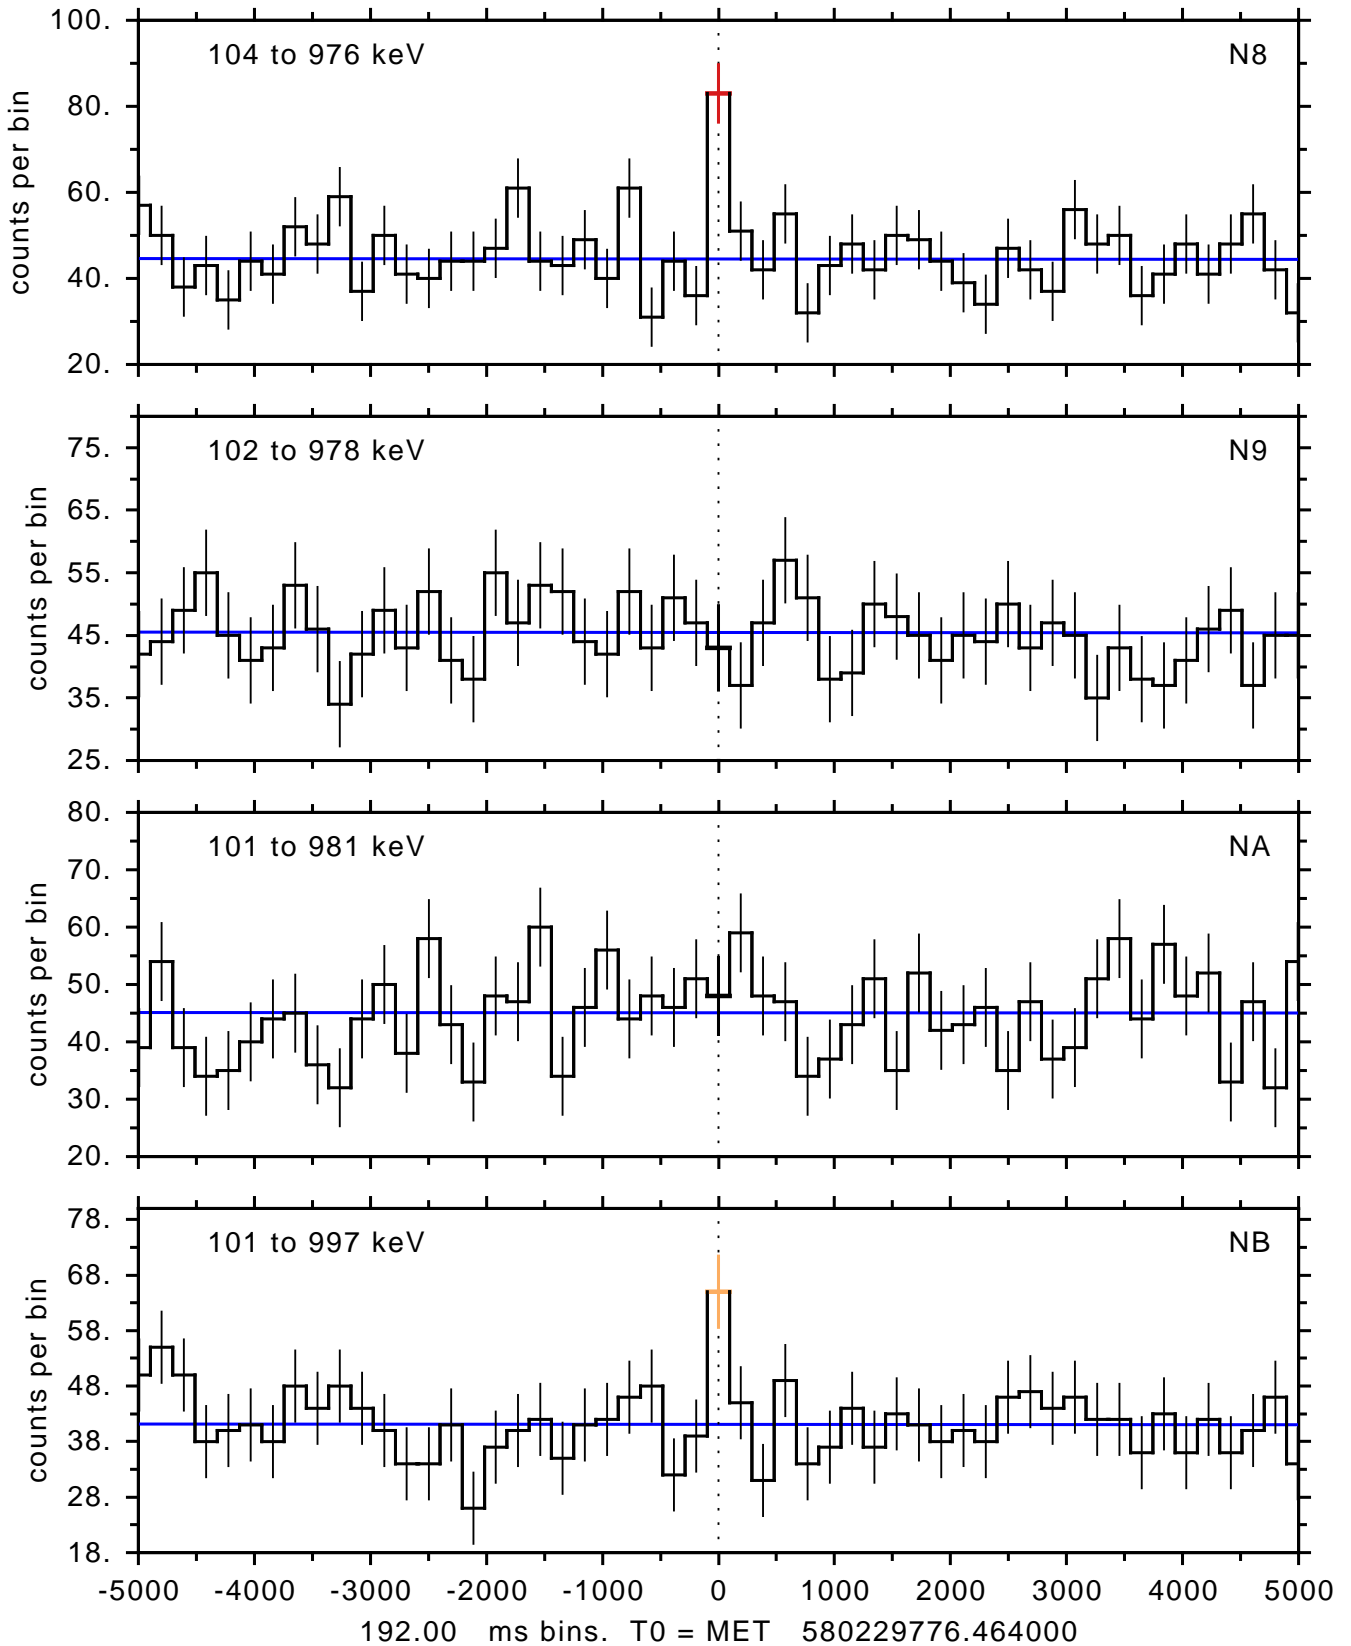 100.
104 to 976 keV N8
80.
60.
40.
20.
counts per bin
102 to 978 keV N9
75.
65.
55.
45.
35.
25.
counts per bin
80.
101 to 981 keV NA
70.
60.
50.
40.
30.
20.
counts per bin
78.
101 to 997 keV NB
68.
58.
48.
38.
28.
18.
counts per bin
-5000 -4000 -3000 -2000 -1000 0 1000 2000 3000 4000 5000
192.00 ms bins. T0 = MET 580229776.464000